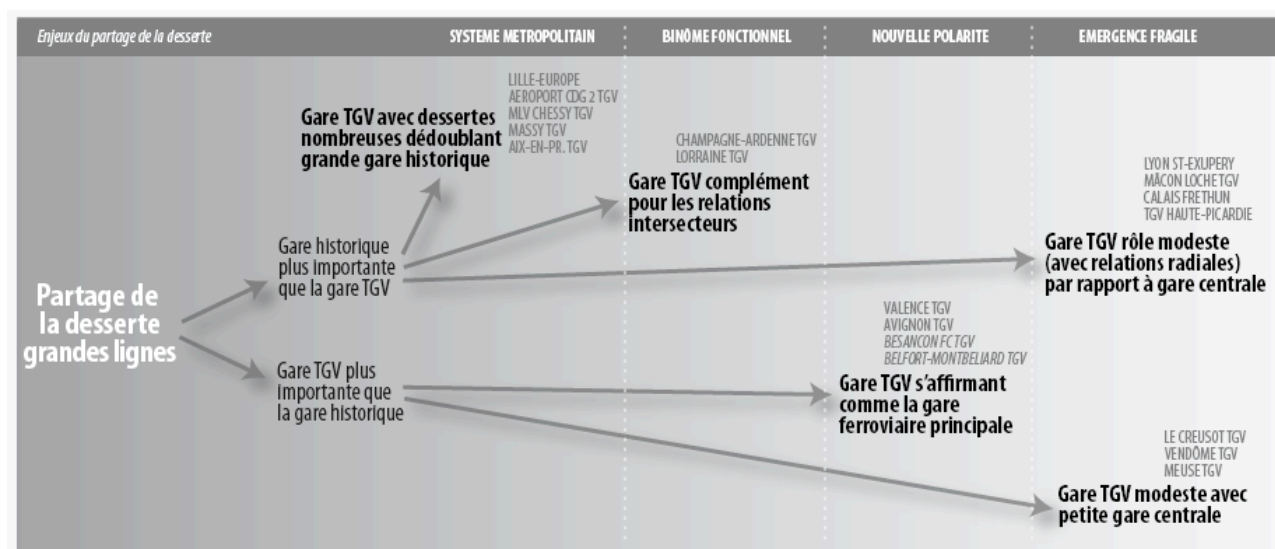 Enjeux du partage de la desserte
SYSTEME METROPOLITAIN
BINÔME FONCTIONNEL
NOUVELLE POLARITE
EMERGENCE FRAGILE
LILLE-EUROPE
AEROPORT CDG 2 TGV
MLV CHESSY TGV
MASSY TGV
AIX-EN-PR. TGV
Gare TGV avec dessertes
nombreuses dédoublant
grande gare historique
CHAMPAGNE-ARDENNE TGV
LORRAINE TGV
Gare TGV complément
pour les relations
intersecteurs
LYON ST-EXUPERY
MÂCON LOCHE TGV
CALAIS FRETHUN
TGV HAUTE-PICARDIE
Gare TGV rôle modeste
(avec relations radiales)
par rapport à gare centrale
Gare historique
plus importante
que la gare TGV
Partage de
la desserte
grandes lignes
Gare TGV plus
importante que
la gare historique
VALENCE TGV
AVIGNON TGV
BESANCON FC TGV
BELFORT-MONTBELIARD TGV
Gare TGV s'affirmant
comme la gare
ferroviaire principale
LE CREUSOT TGV
VENDÔME TGV
MEUSE TGV
Gare TGV modeste avec
petite gare centrale